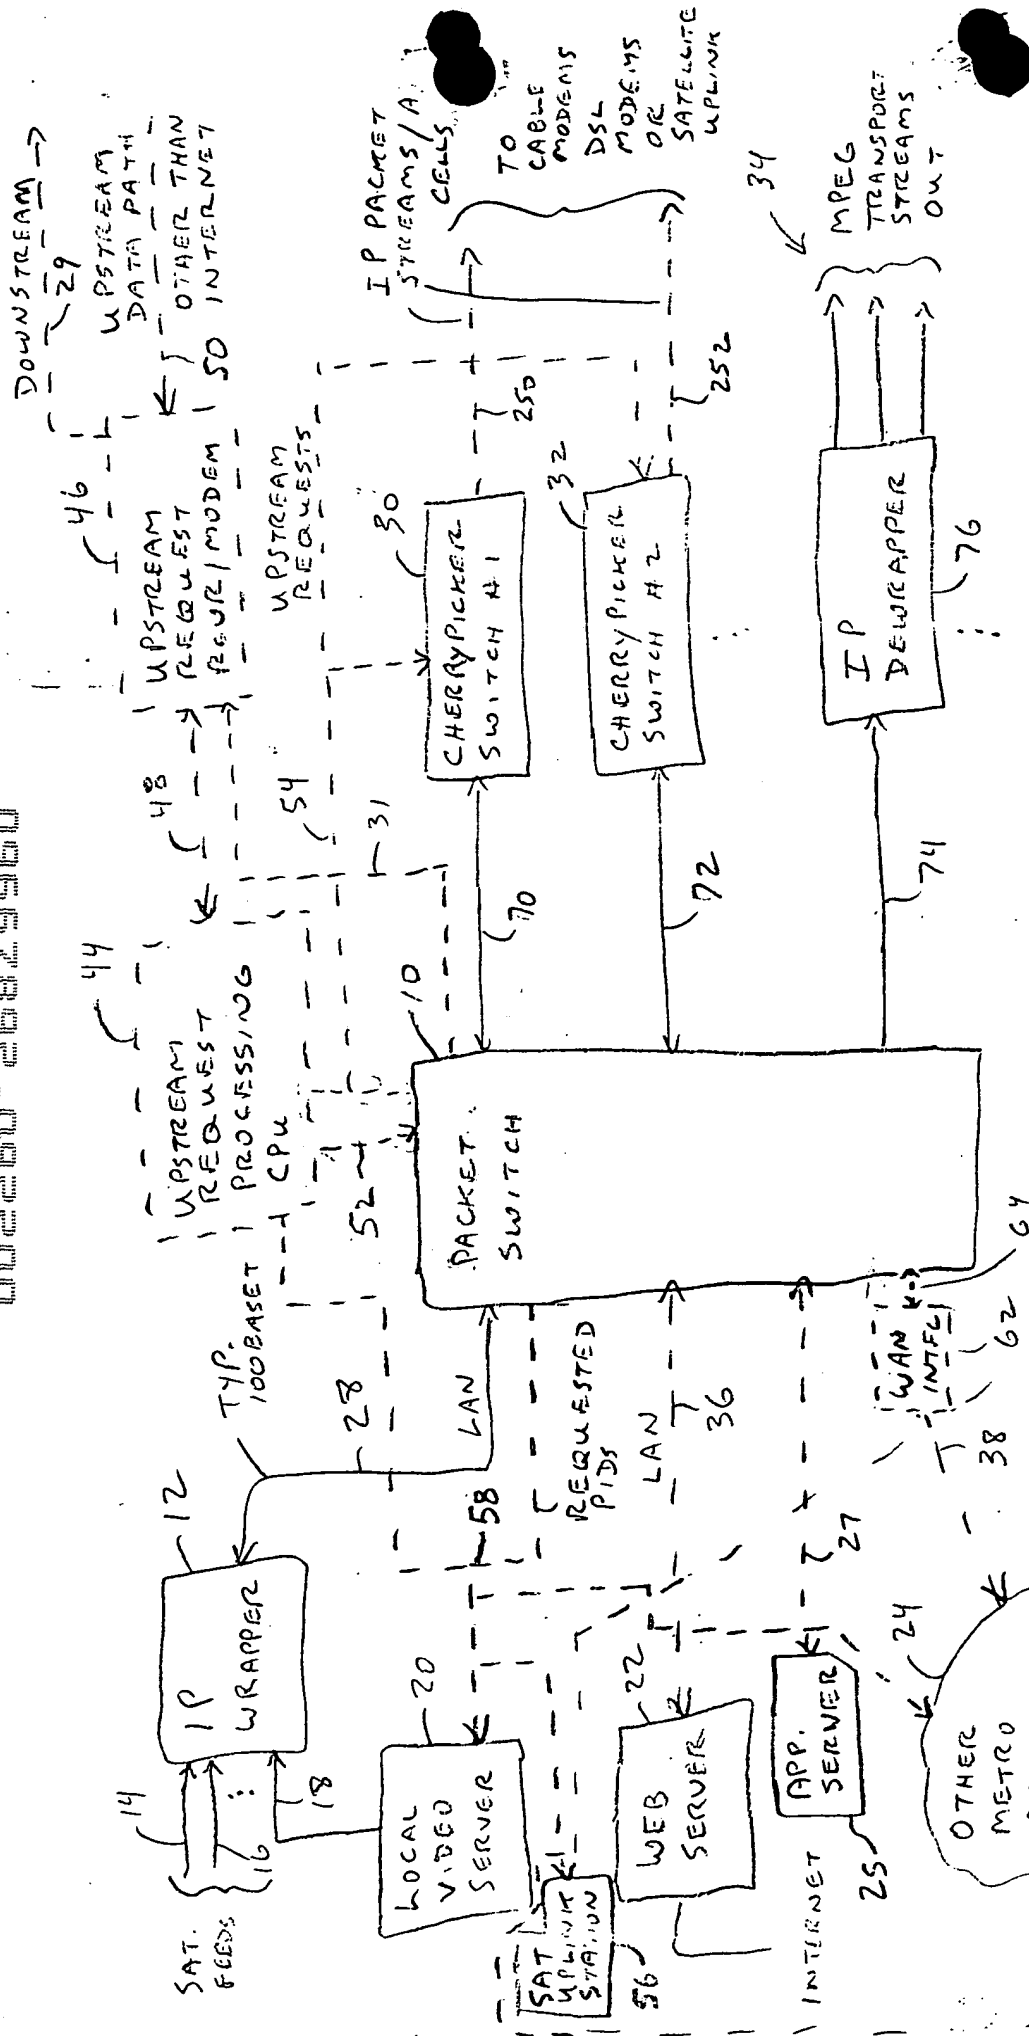 DOWNSTREAM
29
UPSTREAM
DATA PATH
OTHER THAN
INTERNET
46
UPSTREAM
REQUEST
RCVR/MODEM
50
48
44
UPSTREAM
REQUEST
PROCESSING
CPU
54
31
52
UPSTREAM
REQUESTS
IP PACKET
STREAMS/A
CELLS
TO
CABLE
MODEMS
DSL
MODEMS
OR
SATELLITE
UPLINK
250
252
30
CHERRYPICKER
SWITCH #1
32
CHERRYPICKER
SWITCH #2
34
MPEG
TRANSPORT
STREAMS
OUT
IP
DEWRAPPER
76
70
72
74
10
PACKET
SWITCH
TYP.
100BASET
28
LAN
12
IP
WRAPPER
14
16
18
SAT.
FEEDS
20
LOCAL
VIDEO
SERVER
58
REQUESTED
PIDS
LAN
36
SAT
UPLINK
STATION
56
22
WEB
SERVER
INTERNET
APP.
SERVER
25
27
24
OTHER
METRO
WAN
INTFC
38
62
64